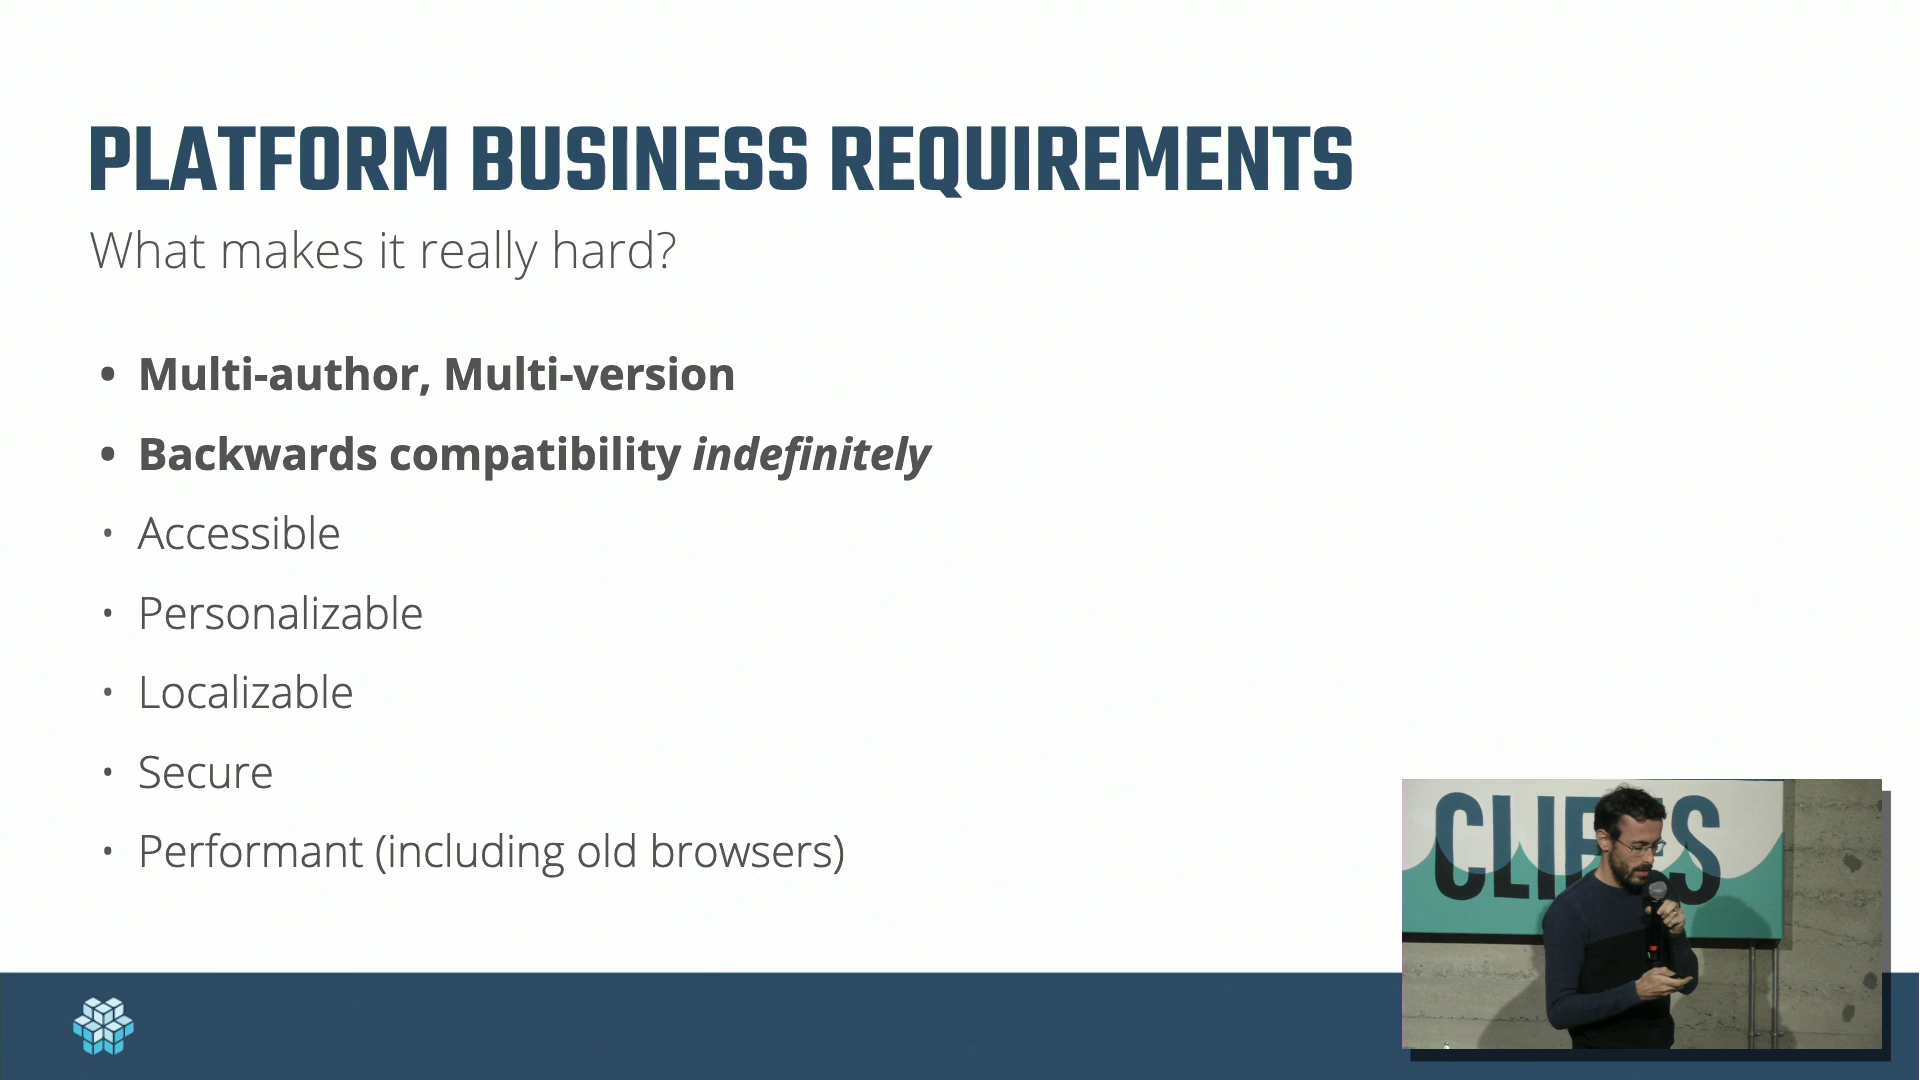 PLATFORM BUSINESS REQUIREMENTS
What makes it really hard?
• Multi-author, Multi-version
• Backwards compatibility indefinitely
• Accessible
• Personalizable
• Localizable
• Secure
• Performant (including old browsers)